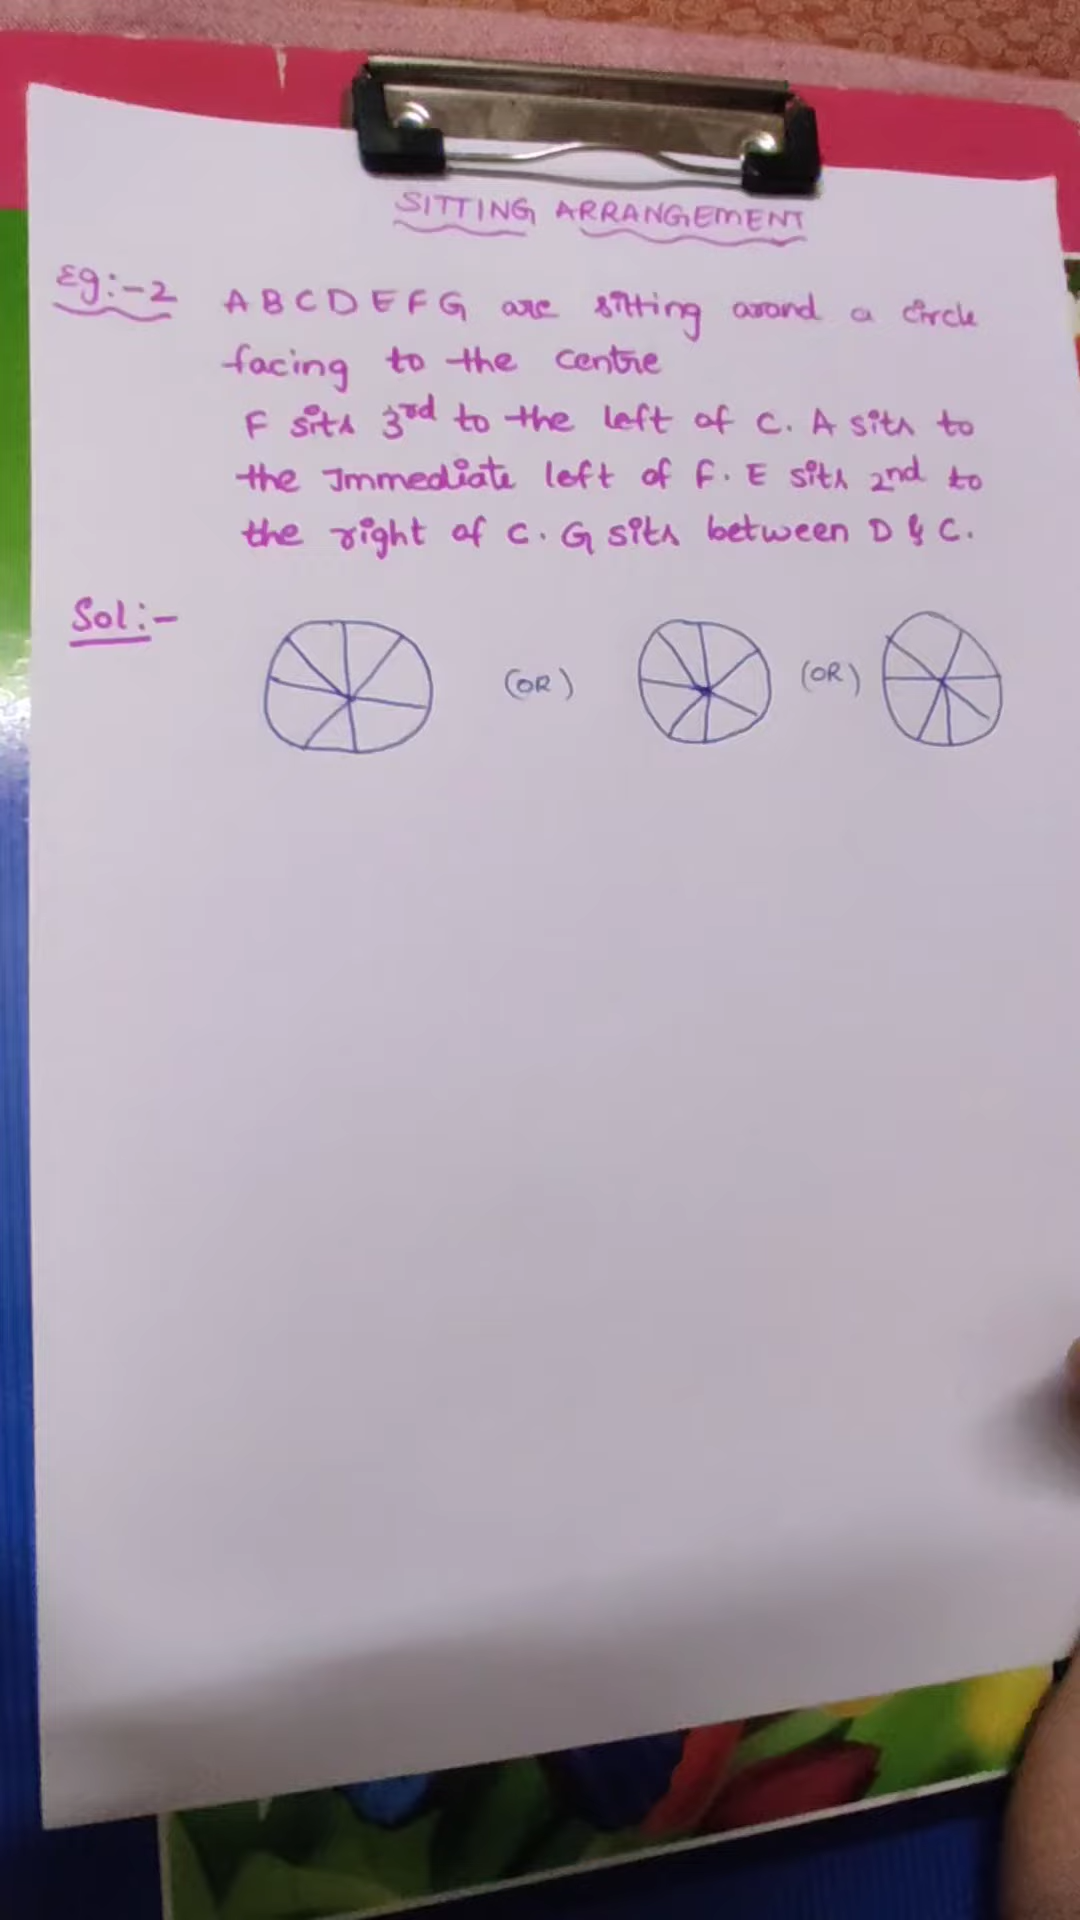 SITTING ARRANGEMENT
Eg:-2 A B C D E F G are sitting arond a circle
facing to the centre
F sits 3rd to the left of C. A sits to
the Immediate left of F. E sits 2nd to
the right of C. G sits between D & C.
Sol:-
(OR) (OR)